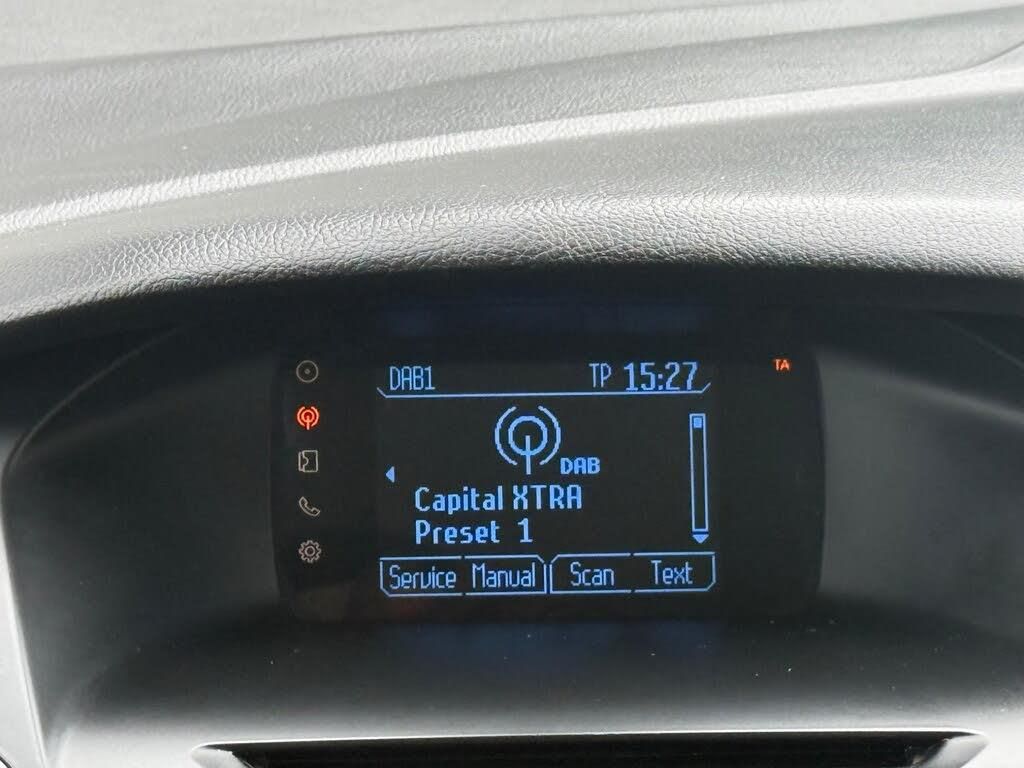 DAB1 TP 15:27 TA
DAB
Capital XTRA
Preset 1
Service Manual Scan Text